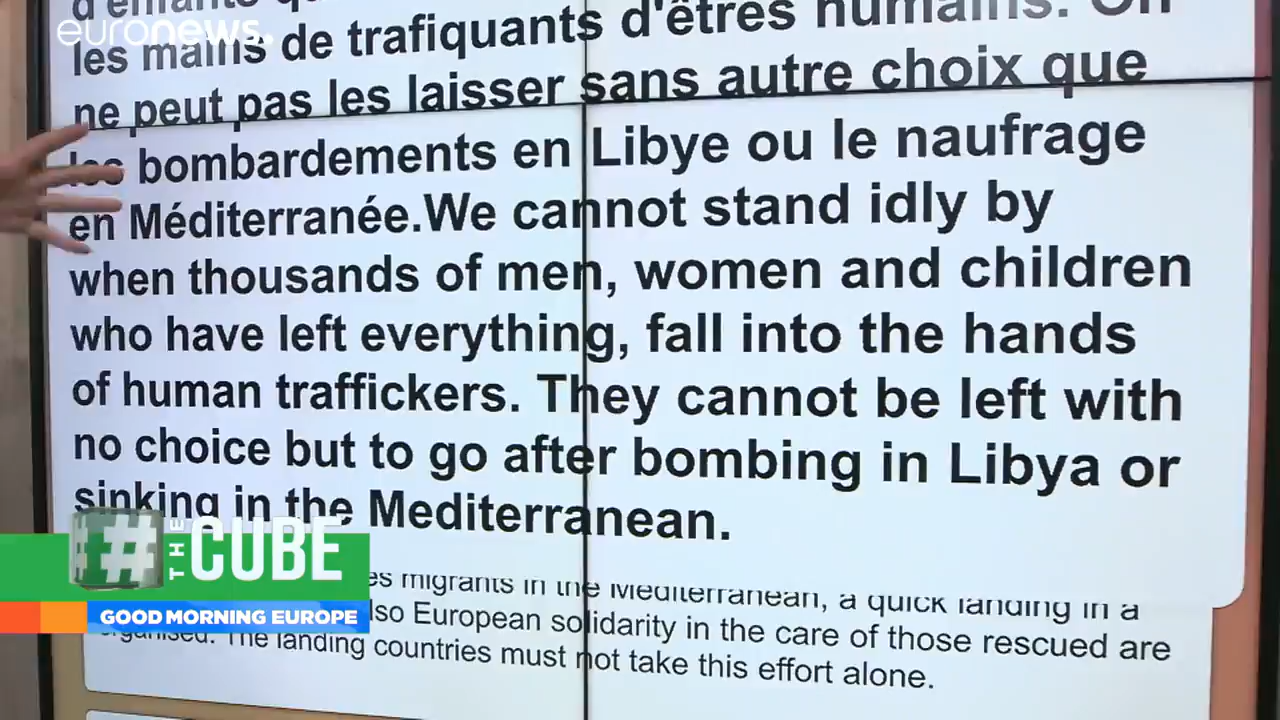 d'enfants
euronews.
les mains de trafiquants d'êtres humains. On
ne peut pas les laisser sans autre choix que
les bombardements en Libye ou le naufrage
en Méditerranée.We cannot stand idly by
when thousands of men, women and children
who have left everything, fall into the hands
of human traffickers. They cannot be left with
no choice but to go after bombing in Libya or
sinking in the Mediterranean.
#THE CUBE
GOOD MORNING EUROPE
migrants in the Mediterranean, a quick landing in a
European solidarity in the care of those rescued are
organised. The landing countries must not take this effort alone.